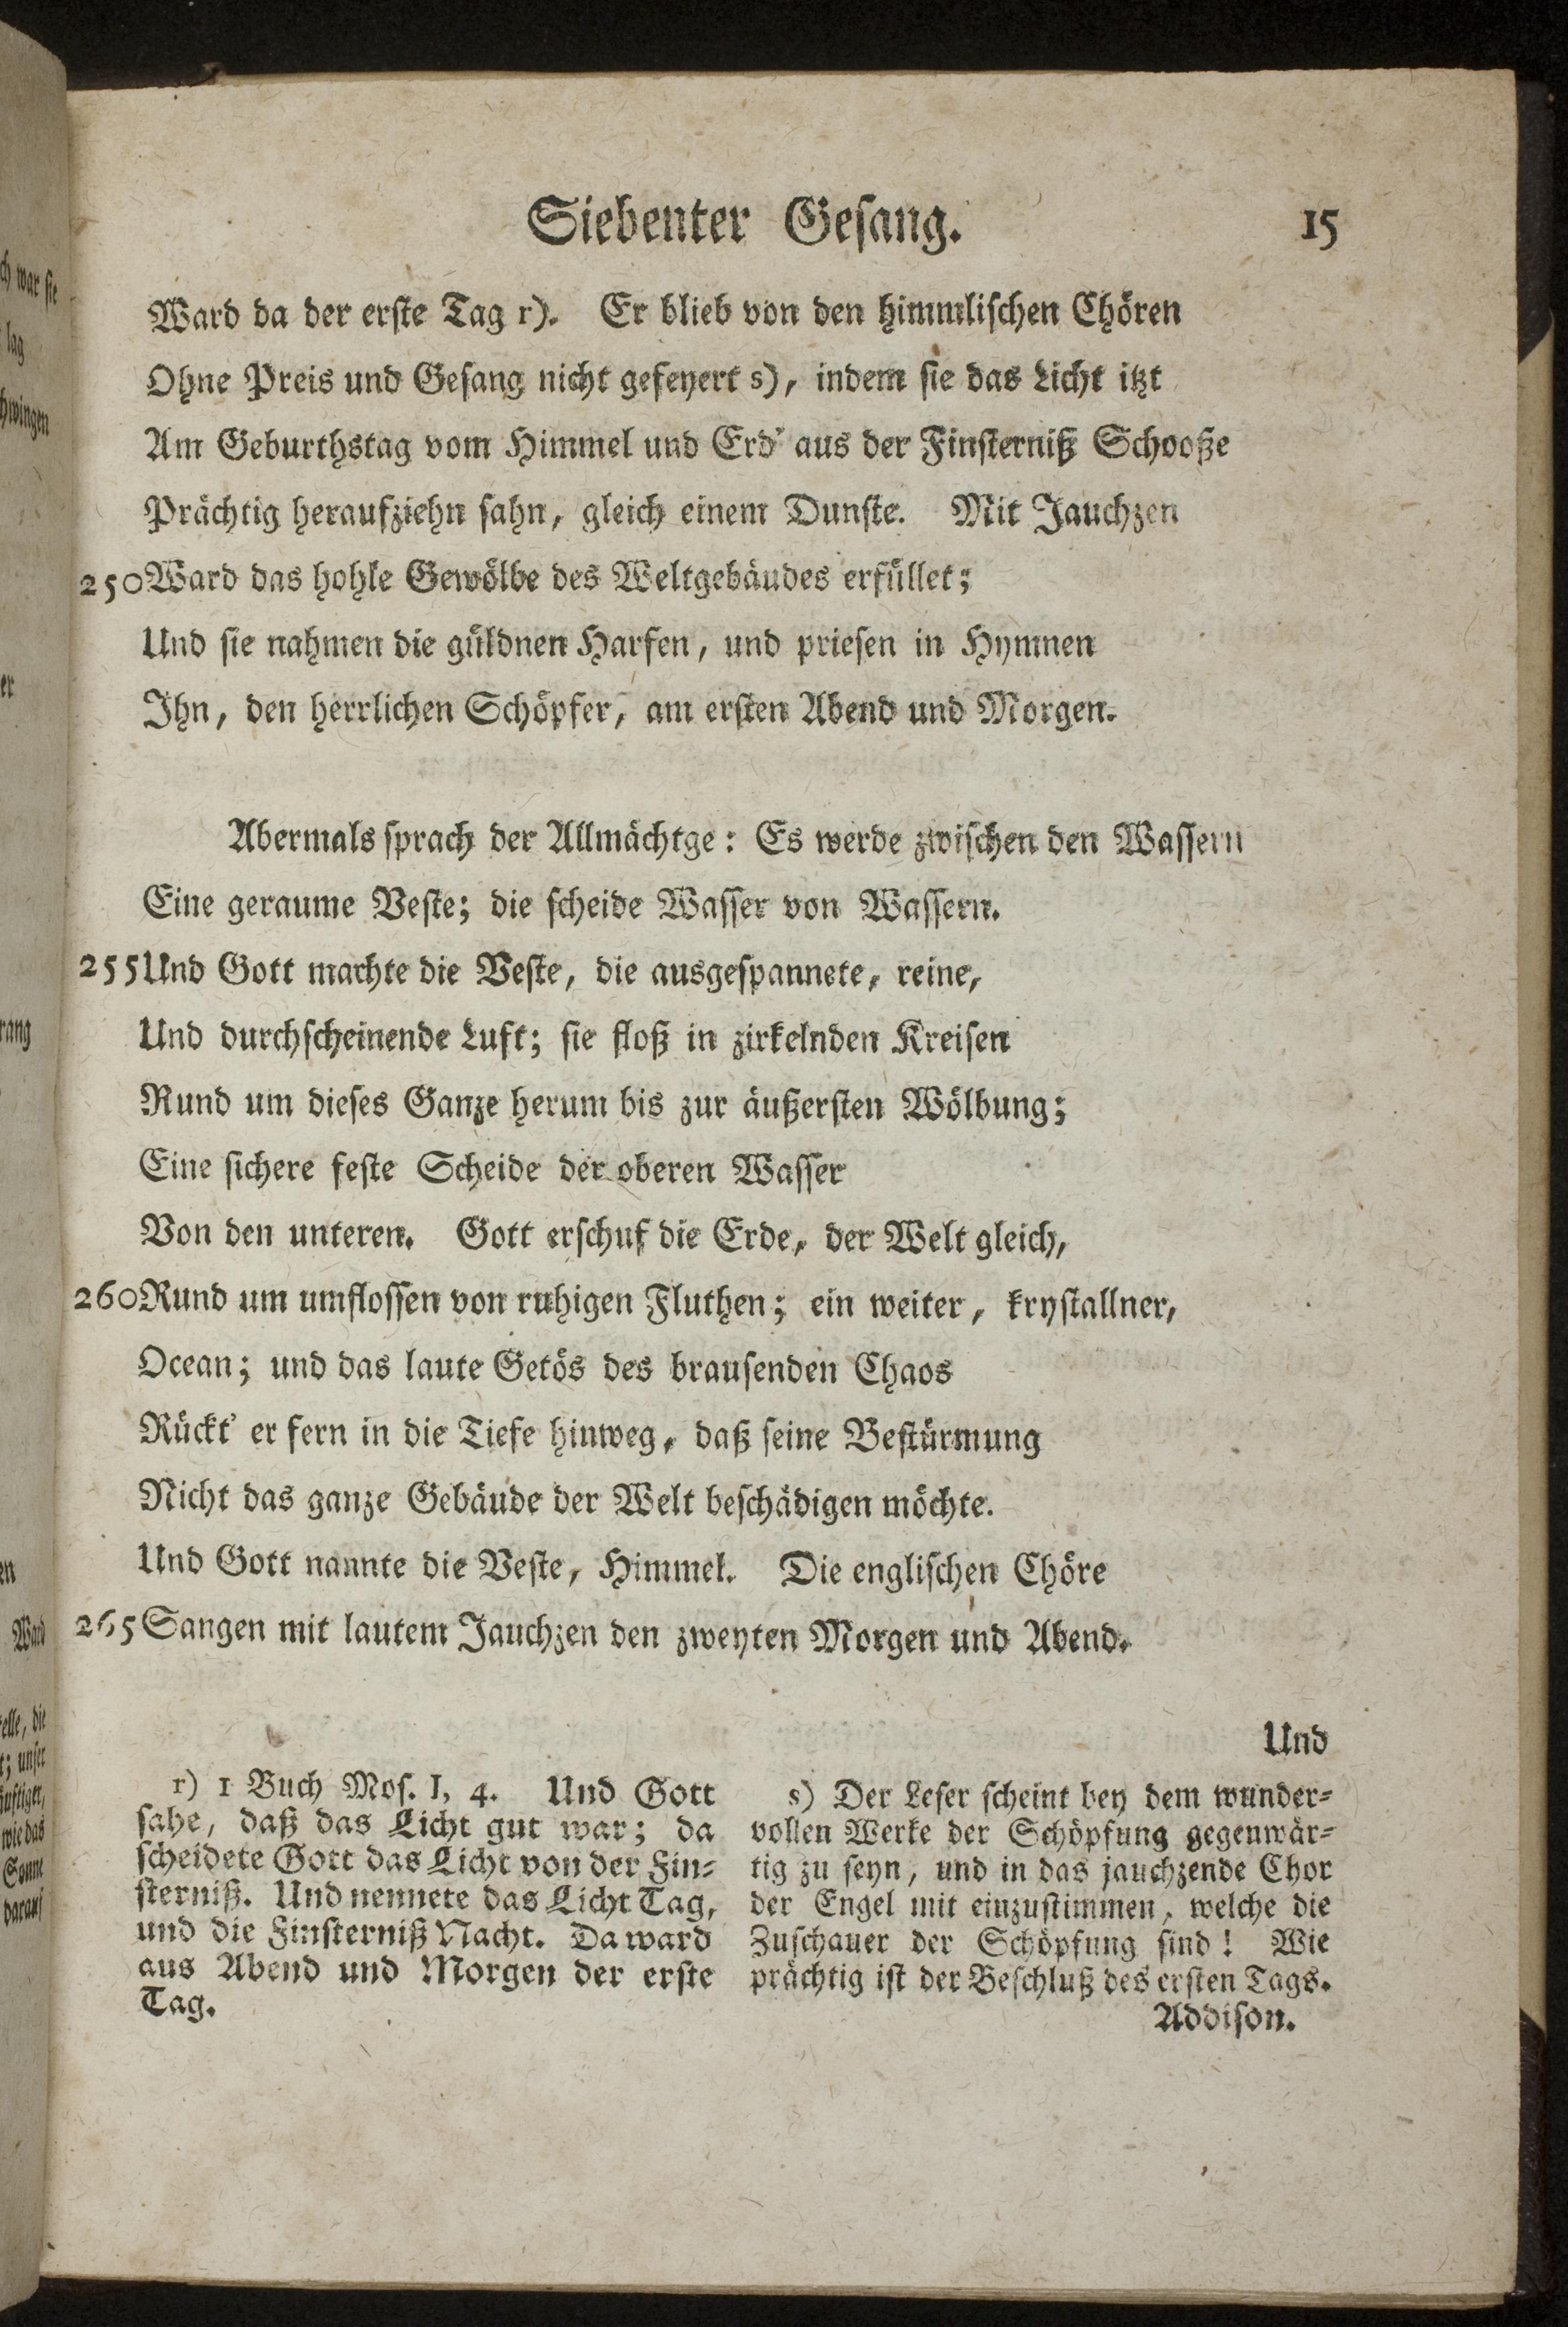 Siebenter Gesang. 15
Ward da der erste Tag r). Er blieb von den himmlischen Chören
Ohne Preis und Gesang nicht gefeyert s), indem sie das Licht itzt
Am Geburthstag vom Himmel und Erd' aus der Finsterniß Schooße
Prächtig heraufziehn sahn, gleich einem Dunste. Mit Jauchzen
250 Ward das hohle Gewölbe des Weltgebäudes erfüllet;
Und sie nahmen die güldnen Harfen, und priesen in Hymnen
Ihn, den herrlichen Schöpfer, am ersten Abend und Morgen.
Abermals sprach der Allmächtge: Es werde zwischen den Wassern
Eine geraume Veste; die scheide Wasser von Wassern.
255 Und Gott machte die Veste, die ausgespannete, reine,
Und durchscheinende Luft; sie floß in zirkelnden Kreisen
Rund um dieses Ganze herum bis zur äußersten Wölbung;
Eine sichere feste Scheide der oberen Wasser
Von den unteren. Gott erschuf die Erde, der Welt gleich,
260 Rund um umflossen von ruhigen Fluthen; ein weiter, krystallner,
Ocean; und das laute Getös des brausenden Chaos
Rückt' er fern in die Tiefe hinweg, daß seine Bestürmung
Nicht das ganze Gebäude der Welt beschädigen möchte.
Und Gott nannte die Veste, Himmel. Die englischen Chöre
265 Sangen mit lautem Jauchzen den zweyten Morgen und Abend.
Und
r) 1 Buch Mos. I, 4. Und Gott
sahe, daß das Licht gut war; da
scheidete Gott das Licht von der Fin-
sterniß. Und nennete das Licht Tag,
und die Finsterniß Nacht. Da ward
aus Abend und Morgen der erste
Tag.
s) Der Leser scheint bey dem wunder-
vollen Werke der Schöpfung gegenwär-
tig zu seyn, und in das jauchzende Chor
der Engel mit einzustimmen, welche die
Zuschauer der Schöpfung sind! Wie
prächtig ist der Beschluß des ersten Tags.
Addison.